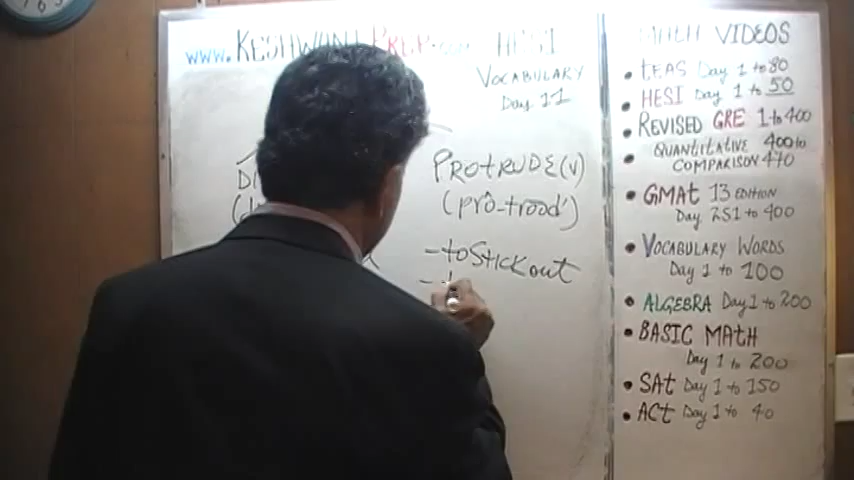 www. KESHWANI PREP.com HESI
VOCABULARY
Day 11
DI
PROTRUDE(v)
(prō-trood')
- to Stick out
MATH VIDEOS
• tEAS Day 1 to 80
• HESI Day 1 to 50
• REVISED GRE 1 to 400
• QUANTITATIVE 400 to
COMPARISON 470
• GMAt 13 EDITION
Day 251 to 400
• VOCABULARY WORDS
Day 1 to 100
• ALGEBRA Day 1 to 200
• BASIC MATH
Day 1 to 200
• SAt Day 1 to 150
• ACt Day 1 to 40